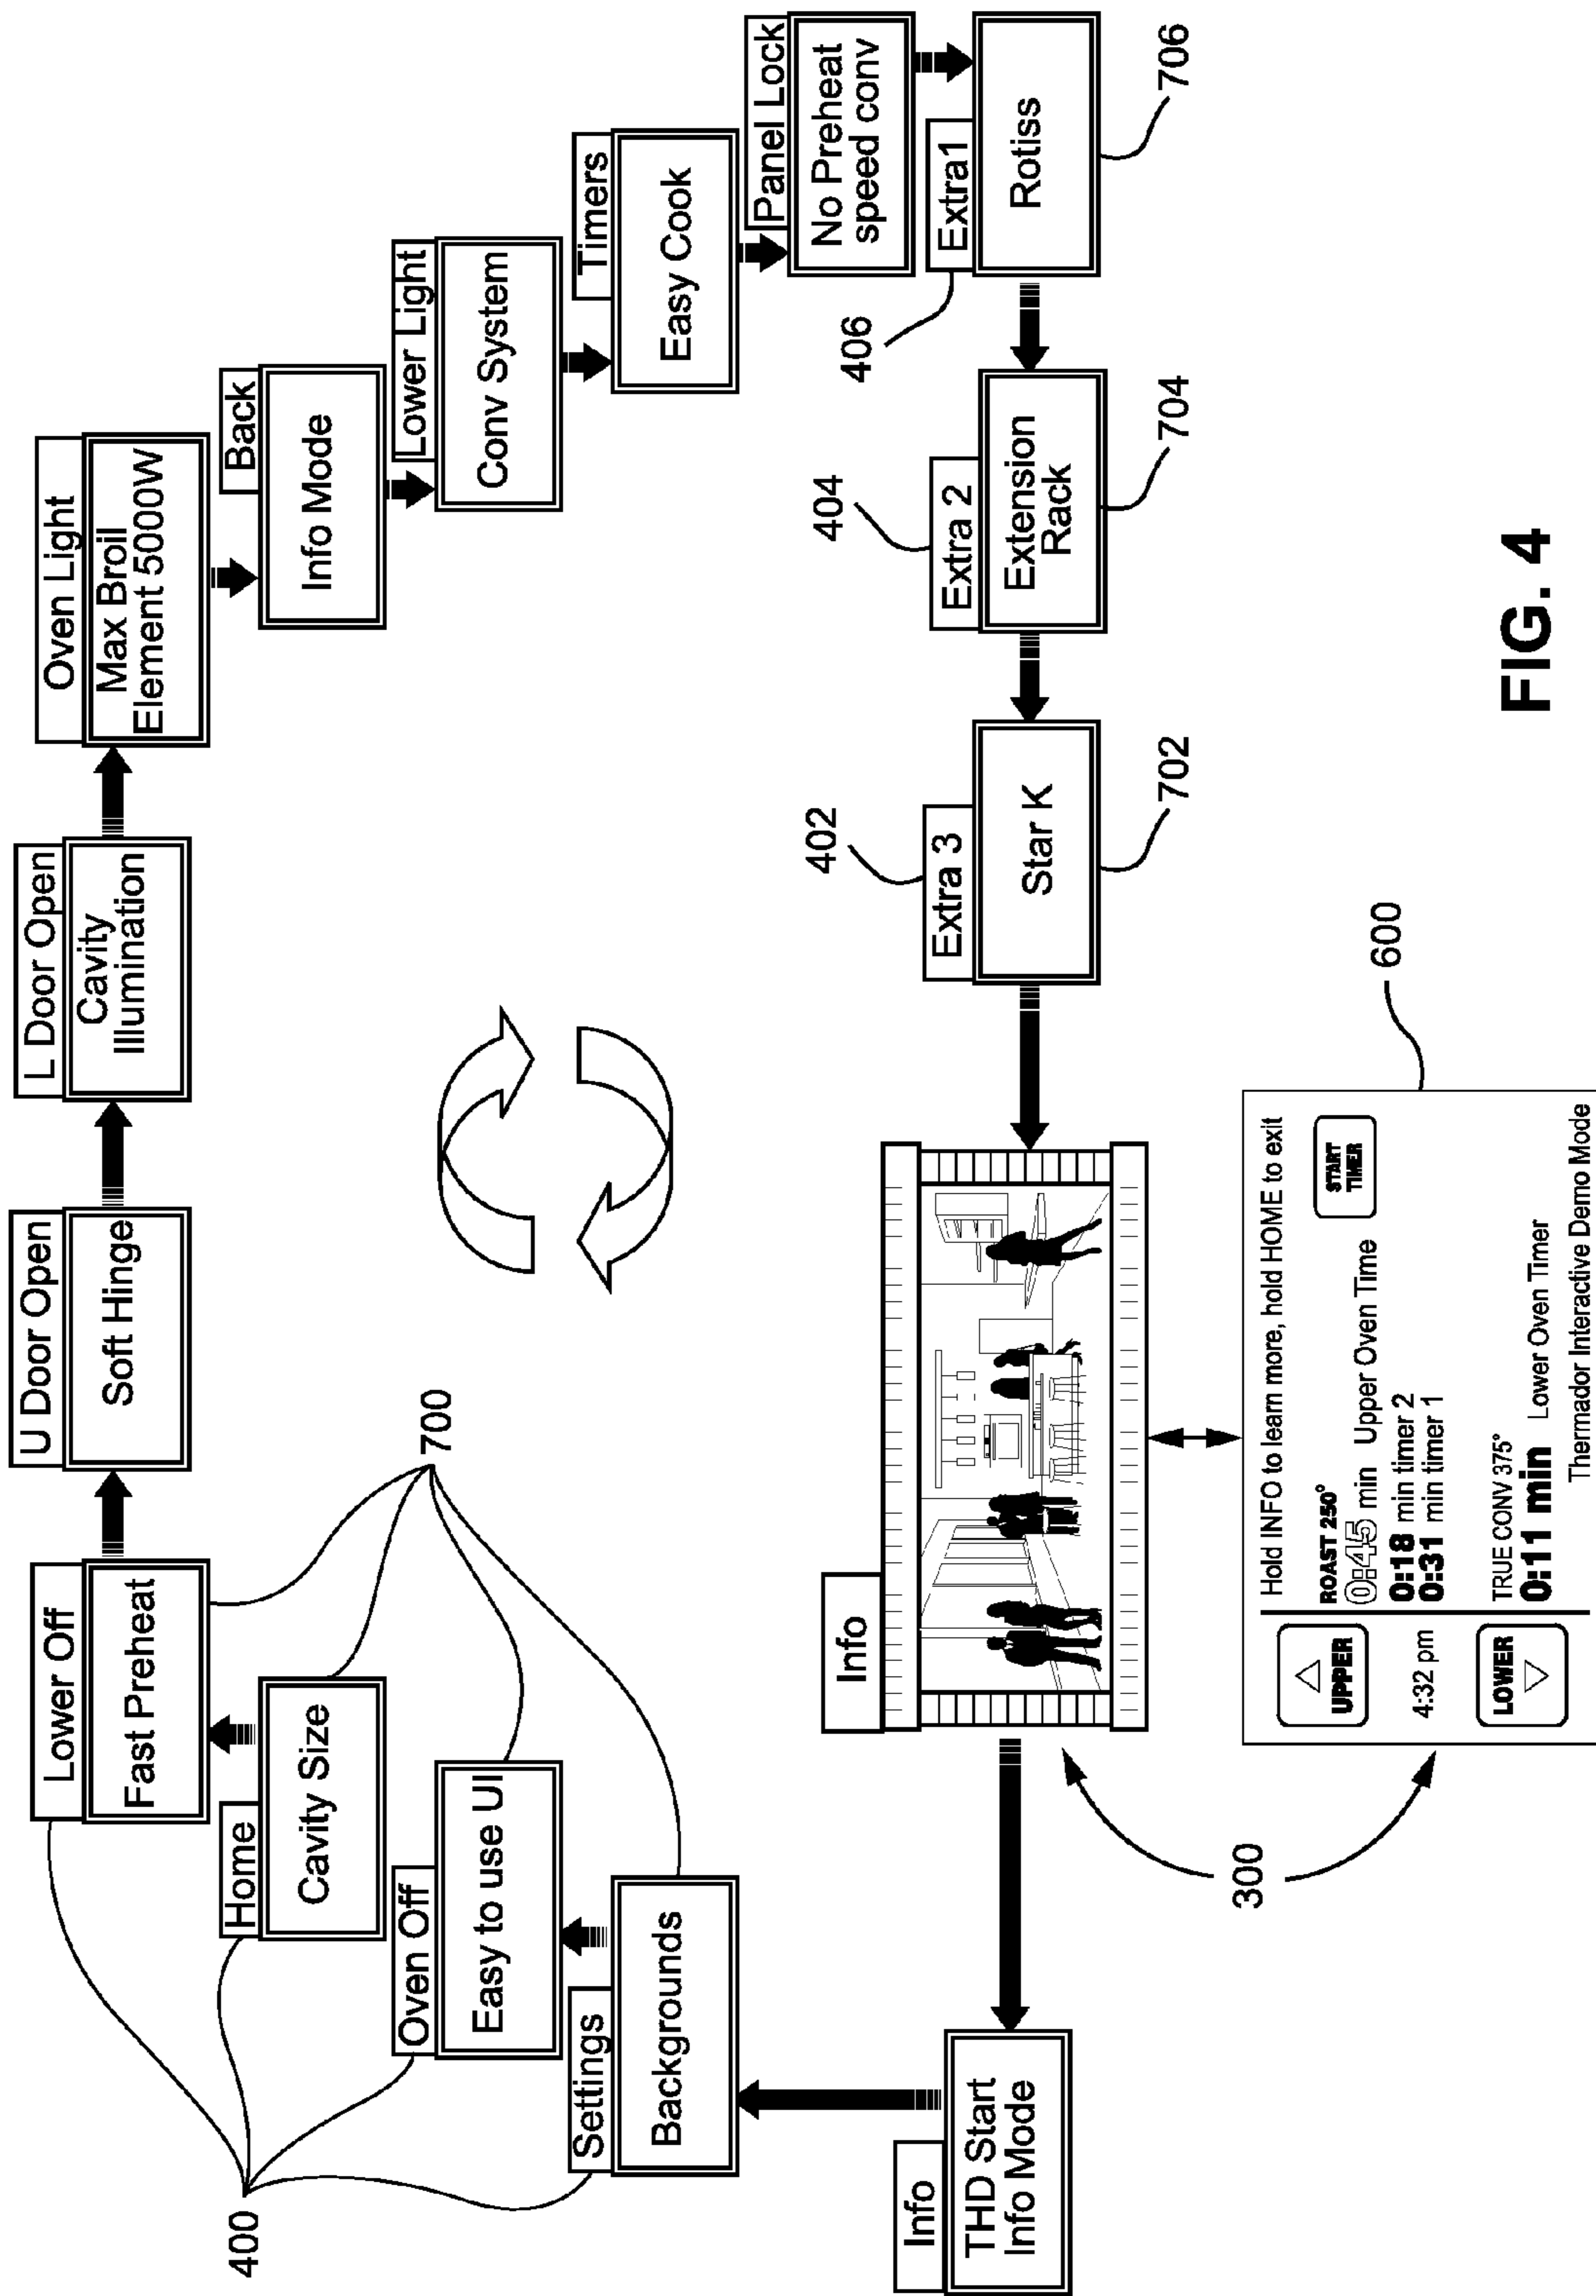 Lower Off
Fast Preheat
U Door Open
Soft Hinge
L Door Open
Cavity
Illumination
Oven Light
Max Broil
Element 5000W
Home
Cavity Size
Back
Info Mode
Oven Off
Easy to use UI
Lower Light
Conv System
Settings
Backgrounds
Timers
Easy Cook
Panel Lock
No Preheat
speed conv
400
700
Info
THD Start
Info Mode
Info
402
Extra 3
Star K
702
404
Extra 2
Extension
Rack
704
406
Extra1
Rotiss
706
300
600
UPPER
4:32 pm
LOWER
Hold INFO to learn more, hold HOME to exit
ROAST 250°
0:45 min Upper Oven Time
START
TIMER
0:18 min timer 2
0:31 min timer 1
TRUE CONV 375°
0:11 min Lower Oven Timer
Thermador Interactive Demo Mode
FIG. 4